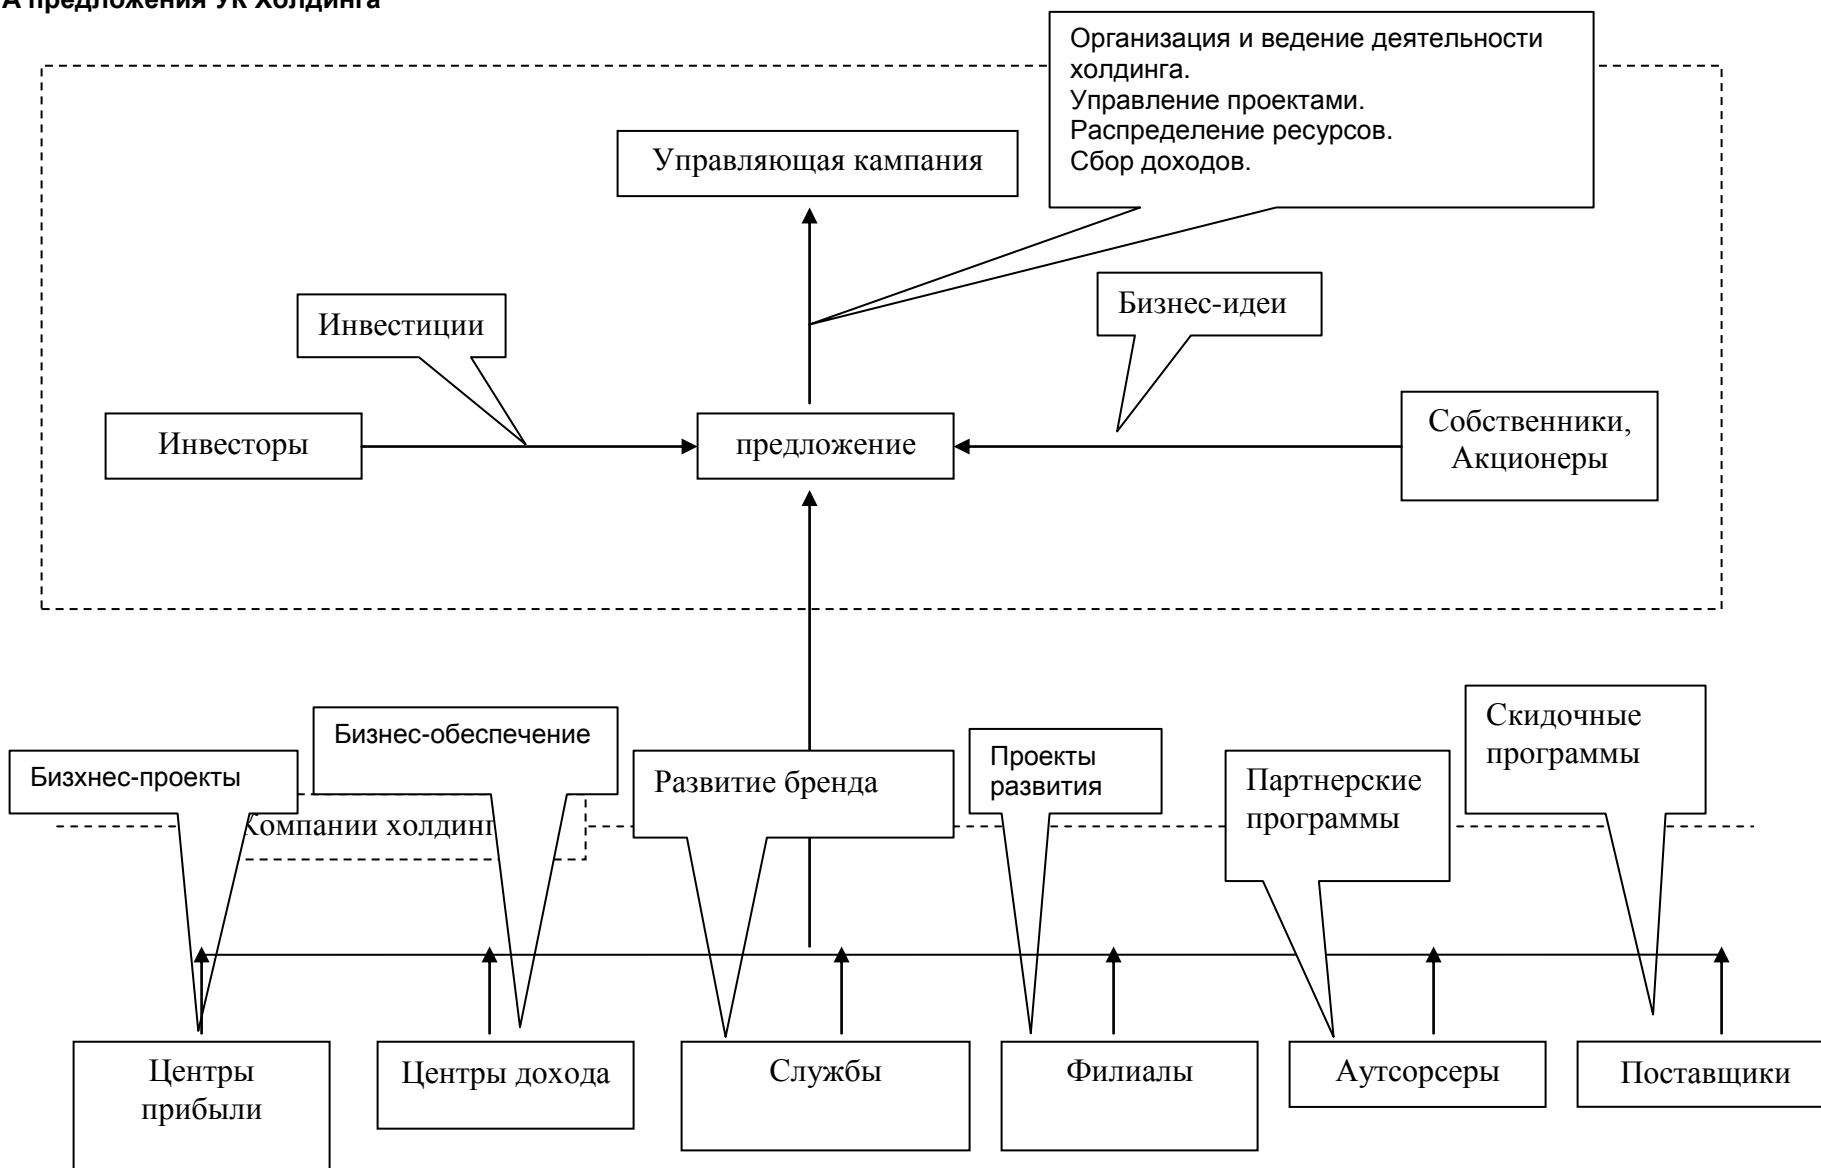 А предложения УК Холдинга
Организация и ведение деятельности
холдинга.
Управление проектами.
Распределение ресурсов.
Сбор доходов.
Управляющая кампания
Инвестиции
Бизнес-идеи
Инвесторы
предложение
Собственники,
Акционеры
Бизхнес-проекты
Бизнес-обеспечение
Развитие бренда
Проекты
развития
Партнерские
программы
Скидочные
программы
Компании холдинг
Центры
прибыли
Центры дохода
Службы
Филиалы
Аутсорсеры
Поставщики